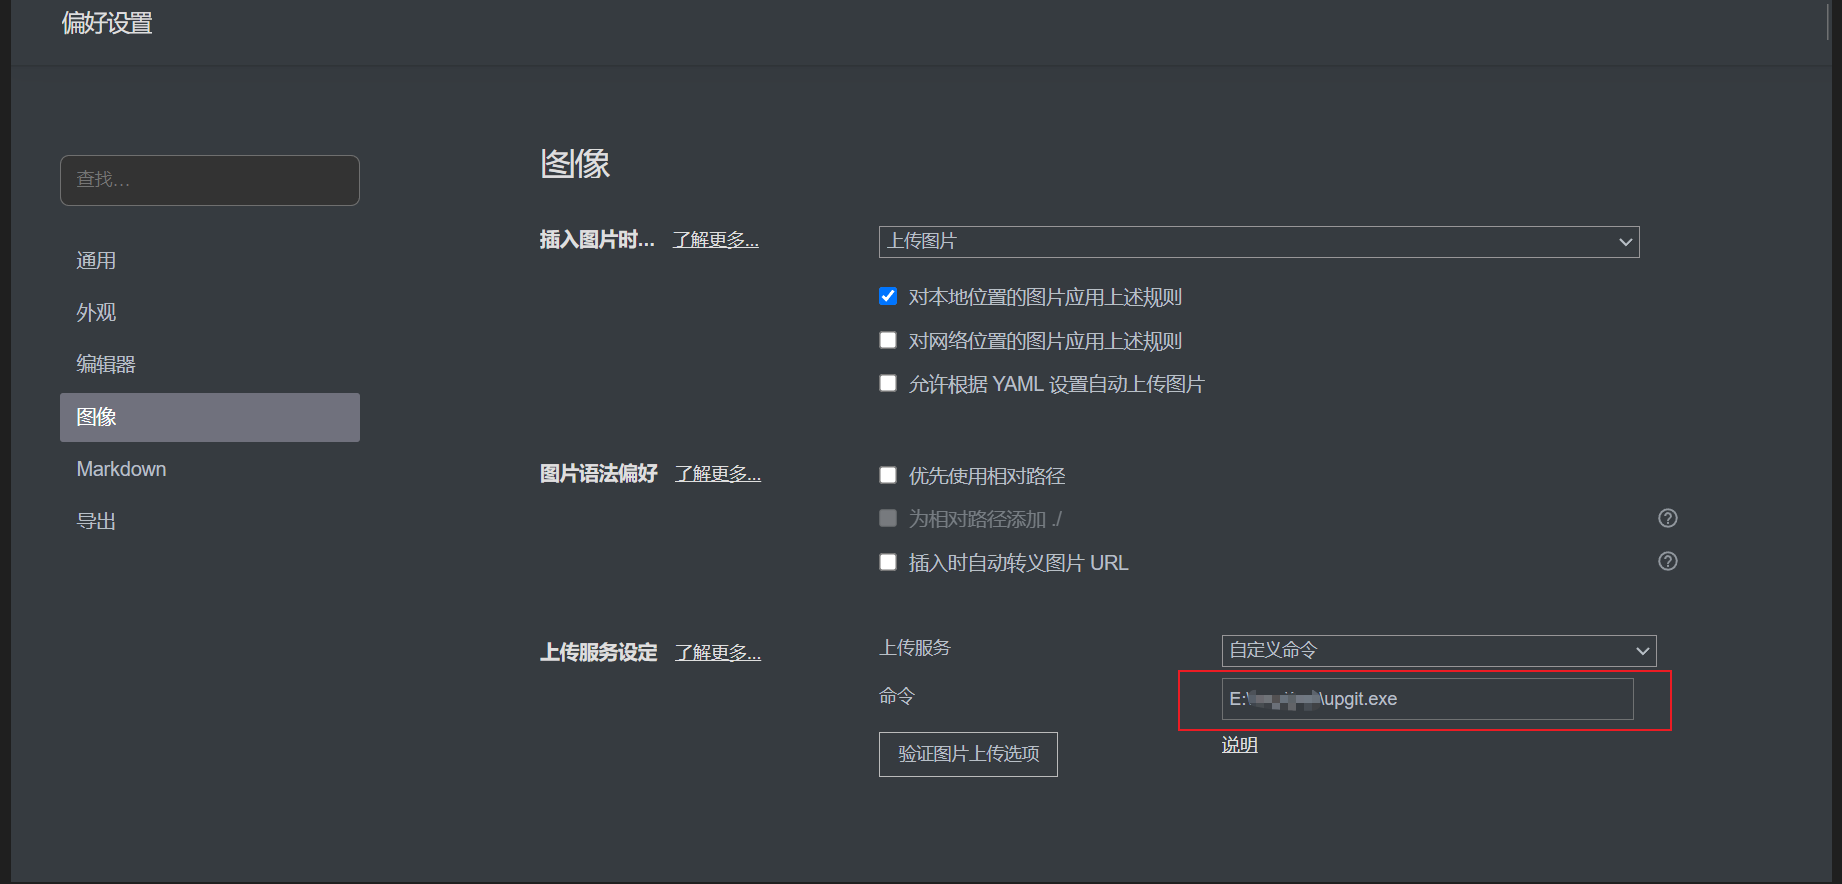 偏好设置
查找...
通用
外观
编辑器
图像
Markdown
导出
图像
插入图片时... 了解更多... 上传图片
对本地位置的图片应用上述规则
对网络位置的图片应用上述规则
允许根据 YAML 设置自动上传图片
图片语法偏好 了解更多... 优先使用相对路径
为相对路径添加 ./
插入时自动转义图片 URL
上传服务设定 了解更多... 上传服务 自定义命令
命令 E:\ \upgit.exe
说明
验证图片上传选项